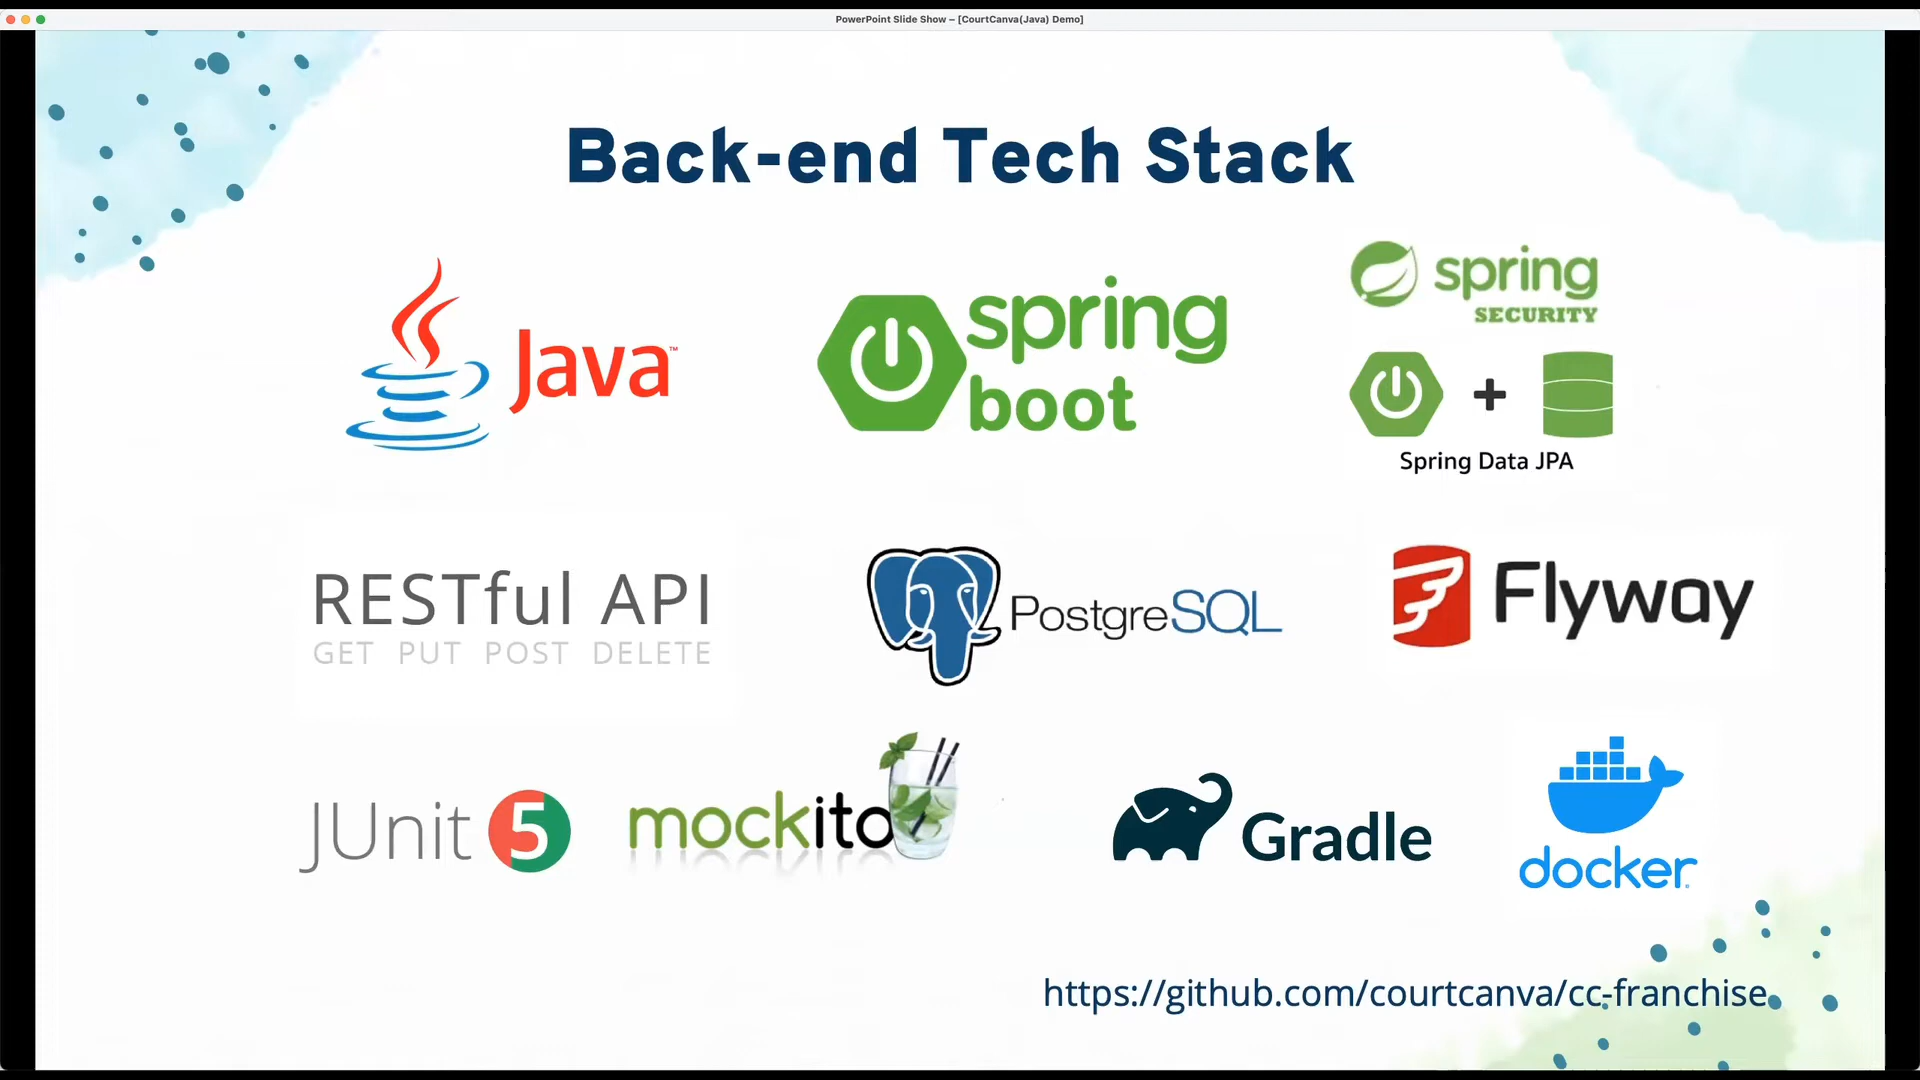 PowerPoint Slide Show – [CourtCanva(Java) Demo]
Back-end Tech Stack
Java™
spring
boot
spring
SECURITY
+
Spring Data JPA
RESTful API
GET PUT POST DELETE
PostgreSQL
Flyway
JUnit 5
mockito
Gradle
docker
https://github.com/courtcanva/cc-franchise